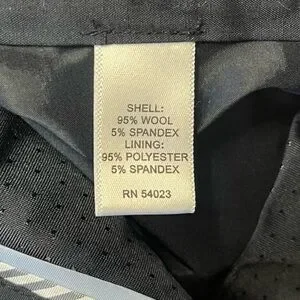 SHELL:
95% WOOL
5% SPANDEX
LINING:
95% POLYESTER
5% SPANDEX
RN 54023